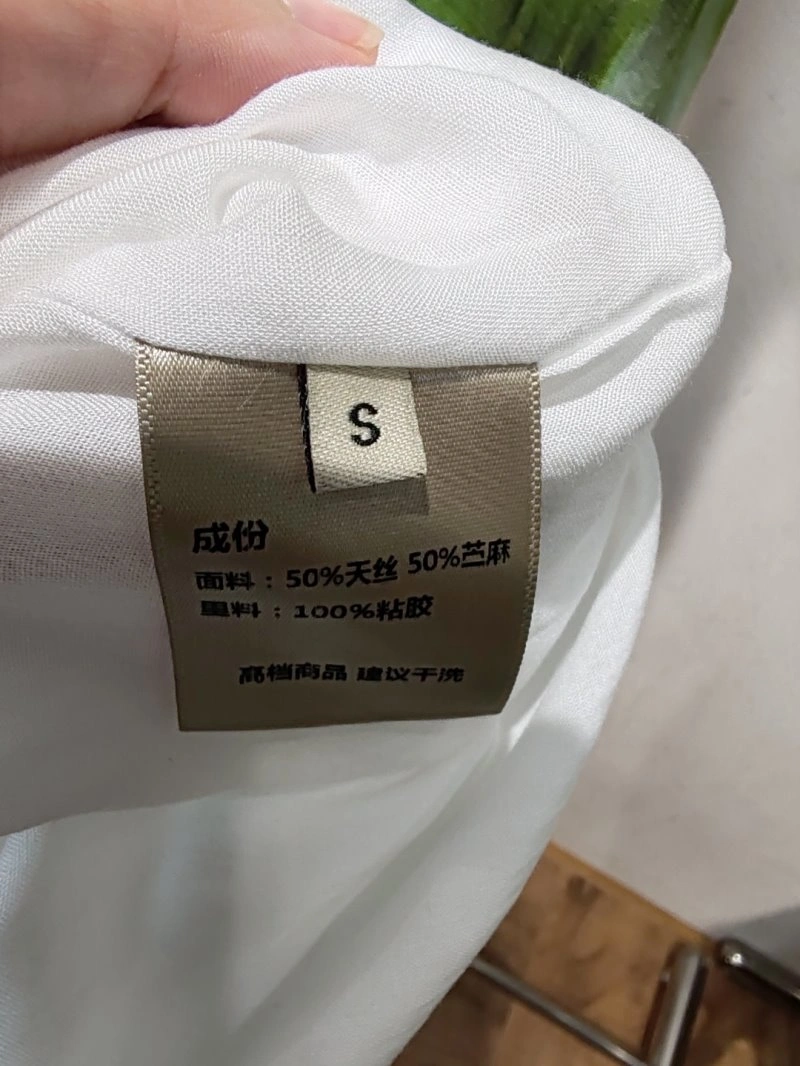 S
成份
面料：50%天丝 50%苎麻
里料：100%粘胶
高档商品 建议干洗